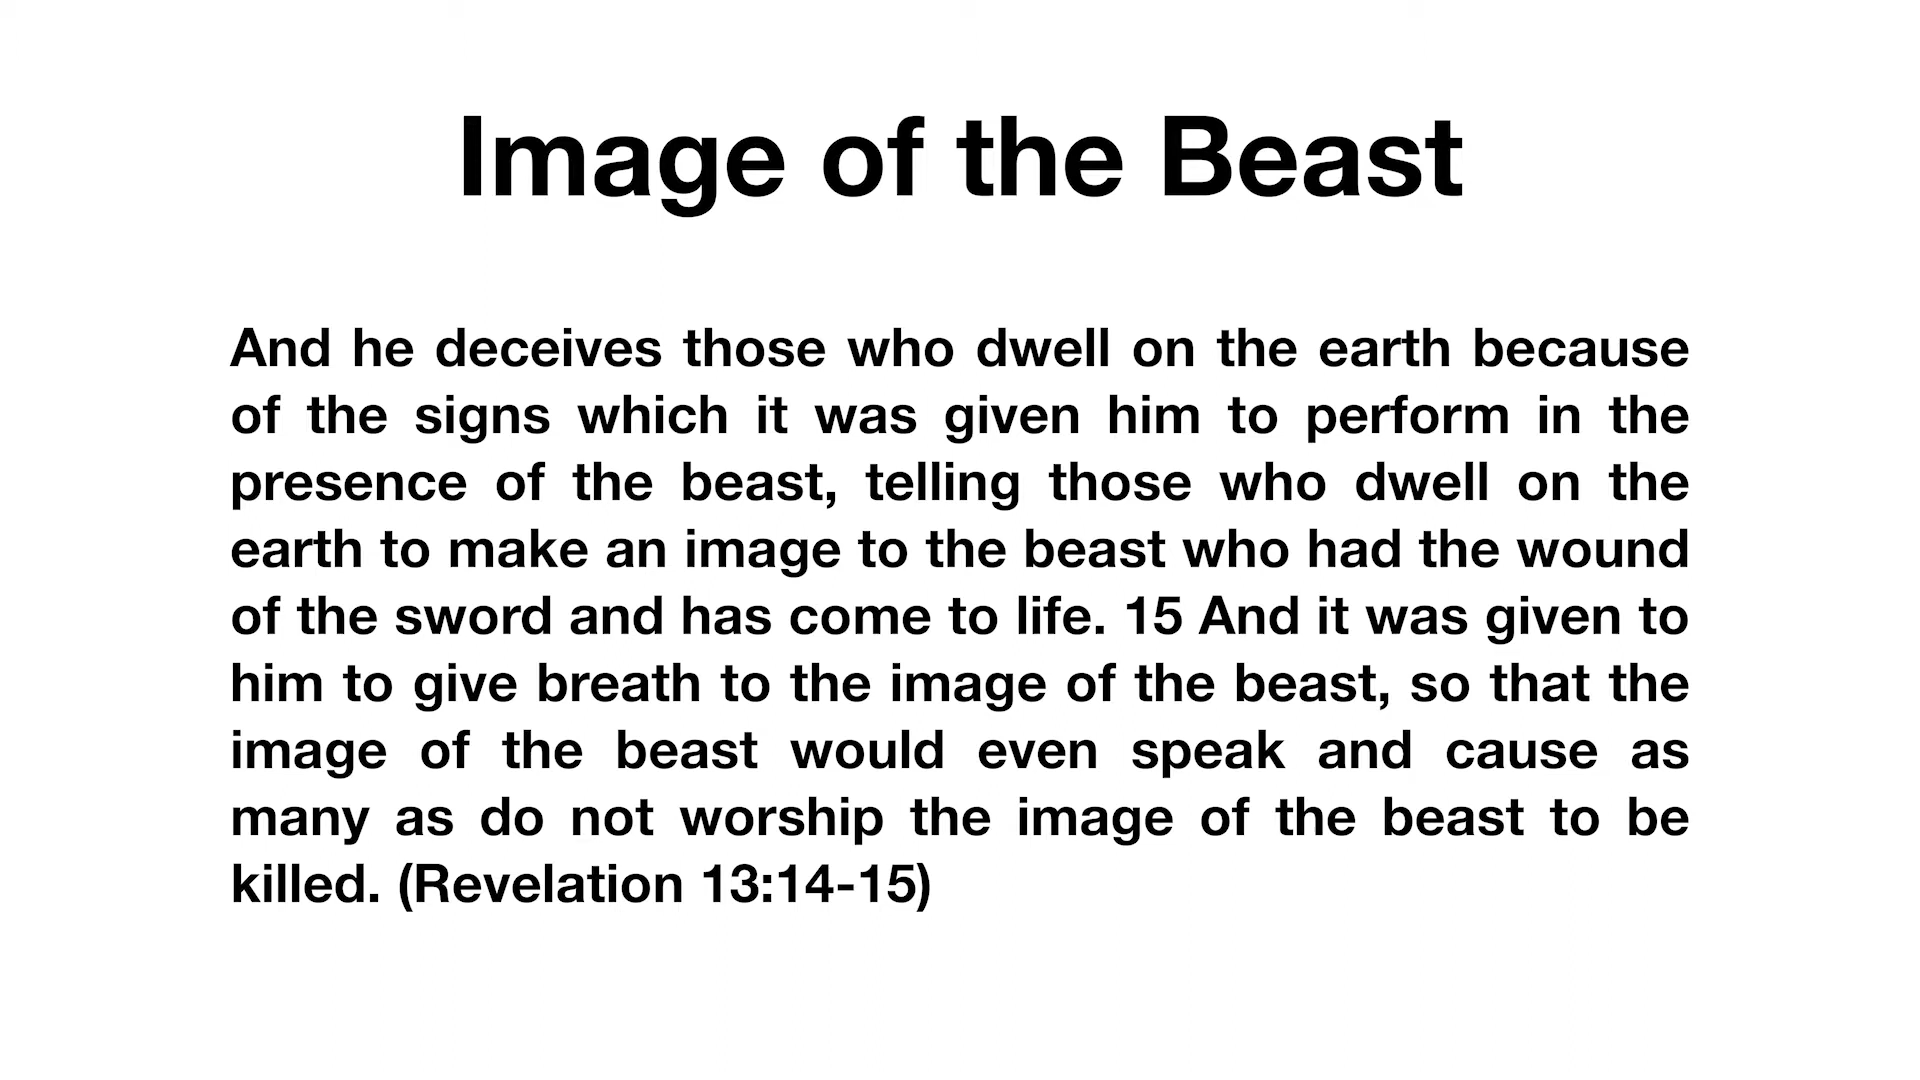 Image of the Beast
And he deceives those who dwell on the earth because
of the signs which it was given him to perform in the
presence of the beast, telling those who dwell on the
earth to make an image to the beast who had the wound
of the sword and has come to life. 15 And it was given to
him to give breath to the image of the beast, so that the
image of the beast would even speak and cause as
many as do not worship the image of the beast to be
killed. (Revelation 13:14-15)